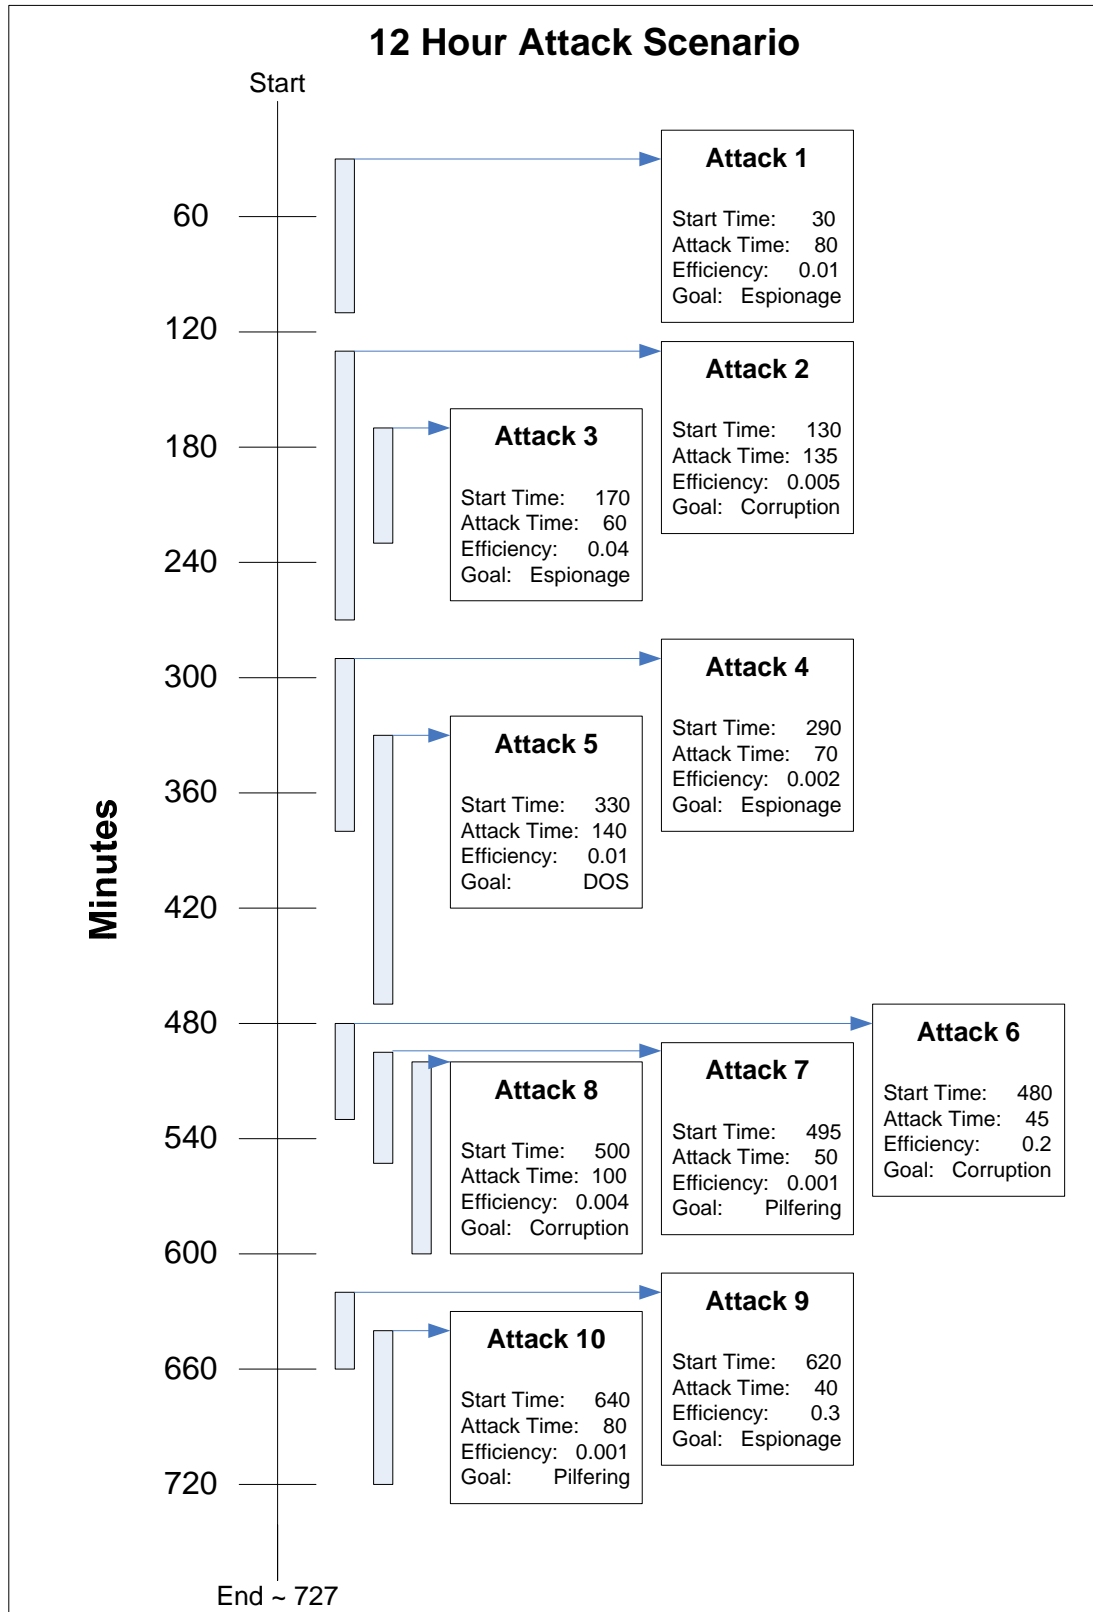 12 Hour Attack Scenario
Start
Attack 1
Start Time: 30
Attack Time: 80
Efficiency: 0.01
Goal: Espionage
60
120
Attack 2
Start Time: 130
Attack Time: 135
Efficiency: 0.005
Goal: Corruption
Attack 3
Start Time: 170
Attack Time: 60
Efficiency: 0.04
Goal: Espionage
180
240
Attack 4
Start Time: 290
Attack Time: 70
Efficiency: 0.002
Goal: Espionage
300
Attack 5
Start Time: 330
Attack Time: 140
Efficiency: 0.01
Goal: DOS
360
Minutes
420
480
Attack 6
Start Time: 480
Attack Time: 45
Efficiency: 0.2
Goal: Corruption
Attack 7
Start Time: 495
Attack Time: 50
Efficiency: 0.001
Goal: Pilfering
Attack 8
Start Time: 500
Attack Time: 100
Efficiency: 0.004
Goal: Corruption
540
600
Attack 9
Start Time: 620
Attack Time: 40
Efficiency: 0.3
Goal: Espionage
Attack 10
Start Time: 640
Attack Time: 80
Efficiency: 0.001
Goal: Pilfering
660
720
End ~ 727